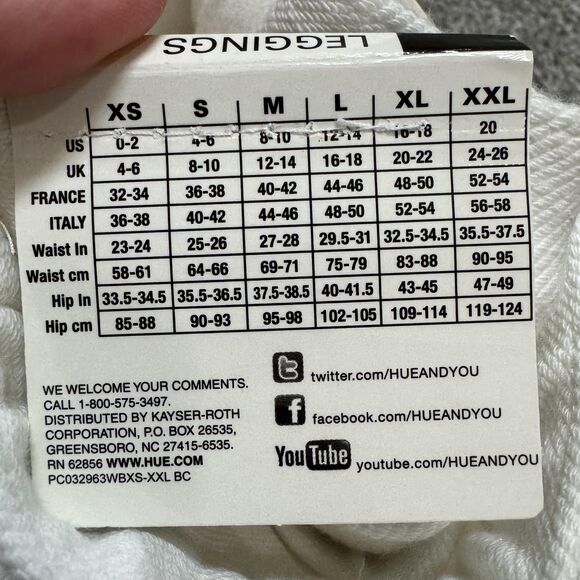 LEGGINGS
XS S M L XL XXL
US 0-2 4-6 8-10 12-14 16-18 20
UK 4-6 8-10 12-14 16-18 20-22 24-26
FRANCE 32-34 36-38 40-42 44-46 48-50 52-54
ITALY 36-38 40-42 44-46 48-50 52-54 56-58
Waist In 23-24 25-26 27-28 29.5-31 32.5-34.5 35.5-37.5
Waist cm 58-61 64-66 69-71 75-79 83-88 90-95
Hip In 33.5-34.5 35.5-36.5 37.5-38.5 40-41.5 43-45 47-49
Hip cm 85-88 90-93 95-98 102-105 109-114 119-124
WE WELCOME YOUR COMMENTS.
CALL 1-800-575-3497.
DISTRIBUTED BY KAYSER-ROTH
CORPORATION, P.O. BOX 26535,
GREENSBORO, NC 27415-6535.
RN 62856 WWW.HUE.COM
PC032963WBXS-XXL BC
t twitter.com/HUEANDYOU
f facebook.com/HUEANDYOU
YouTube youtube.com/HUEANDYOU